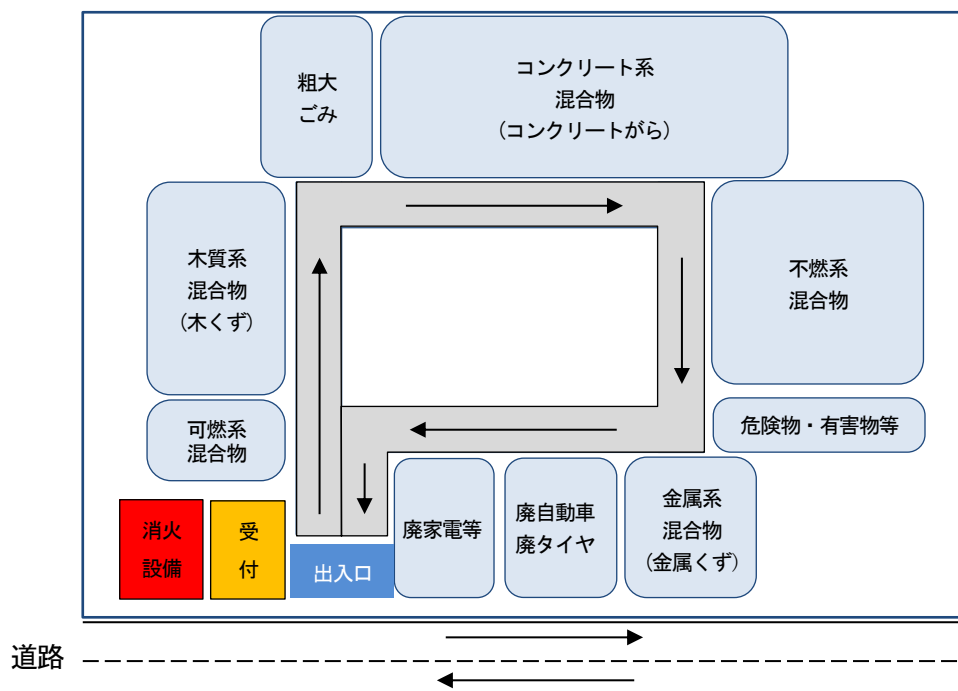 粗大
ごみ
コンクリート系
混合物
(コンクリートがら)
木質系
混合物
(木くず)
不燃系
混合物
可燃系
混合物
危険物・有害物等
消火
設備
受
付
出入口
廃家電等
廃自動車
廃タイヤ
金属系
混合物
(金属くず)
道路